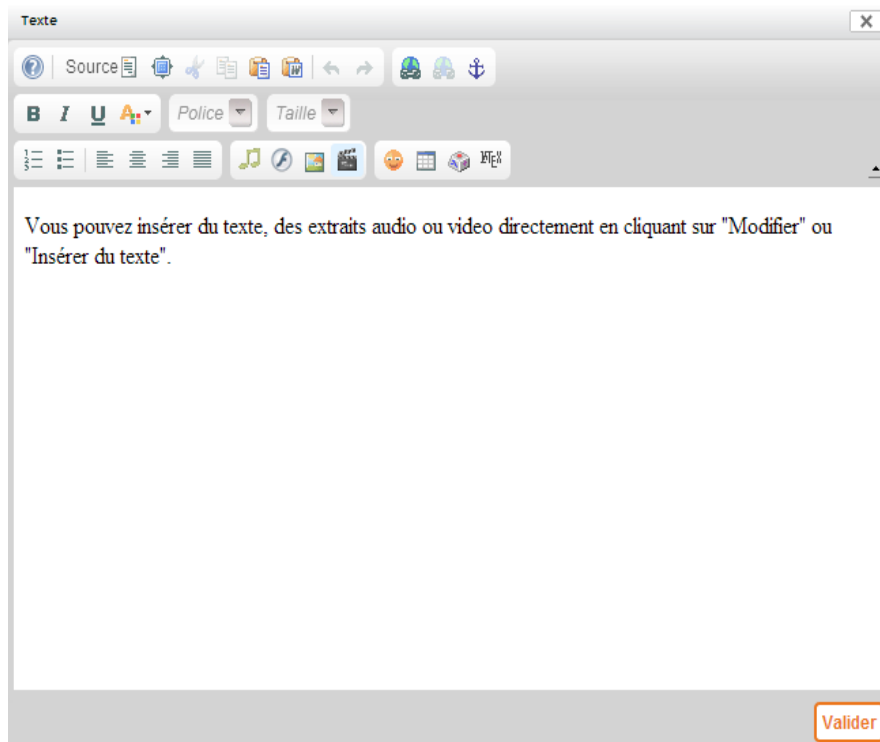 Texte
Source
B I U A Police Taille
LATEX
Vous pouvez insérer du texte, des extraits audio ou video directement en cliquant sur "Modifier" ou
"Insérer du texte".
Valider